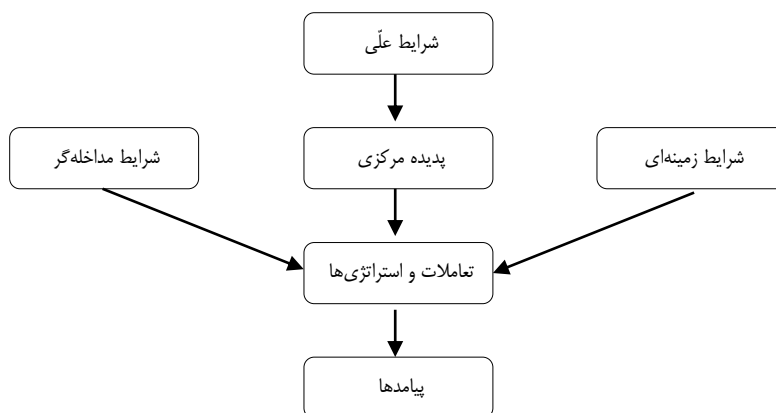 شرایط علّی
شرایط زمینه‌ای
پدیده مرکزی
شرایط مداخله‌گر
تعاملات و استراتژی‌ها
پیامدها